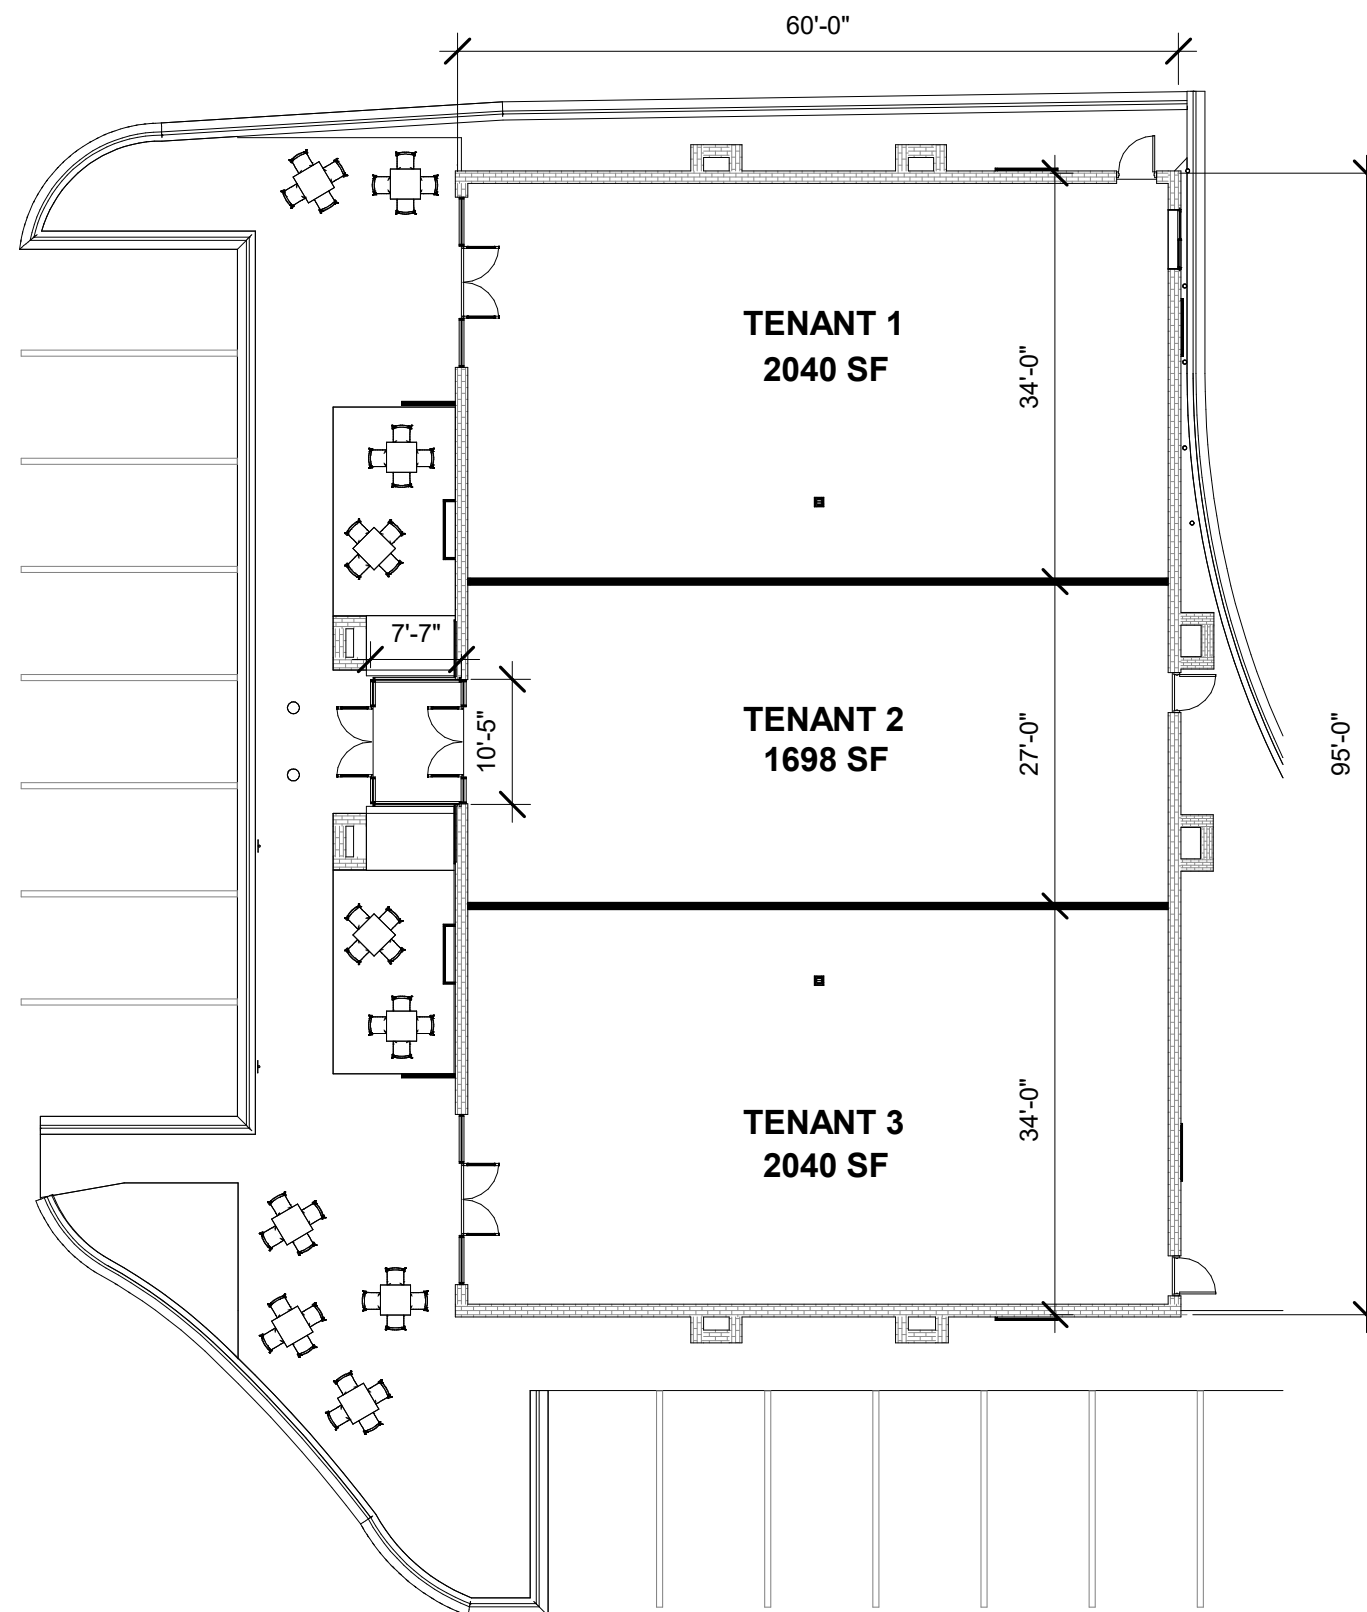 60'-0"
TENANT 1
2040 SF
34'-0"
7'-7"
10'-5"
TENANT 2
1698 SF
27'-0"
95'-0"
TENANT 3
2040 SF
34'-0"